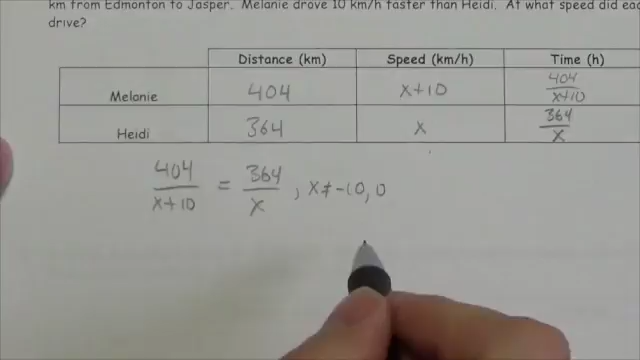 km from Edmonton to Jasper. Melanie drove 10 km/h faster than Heidi. At what speed did eac
drive?
Distance (km) Speed (km/h) Time (h)
Melanie 404 x+10 404/x+10
Heidi 364 x 364/x
404/x+10 = 364/x , x≠-10, 0